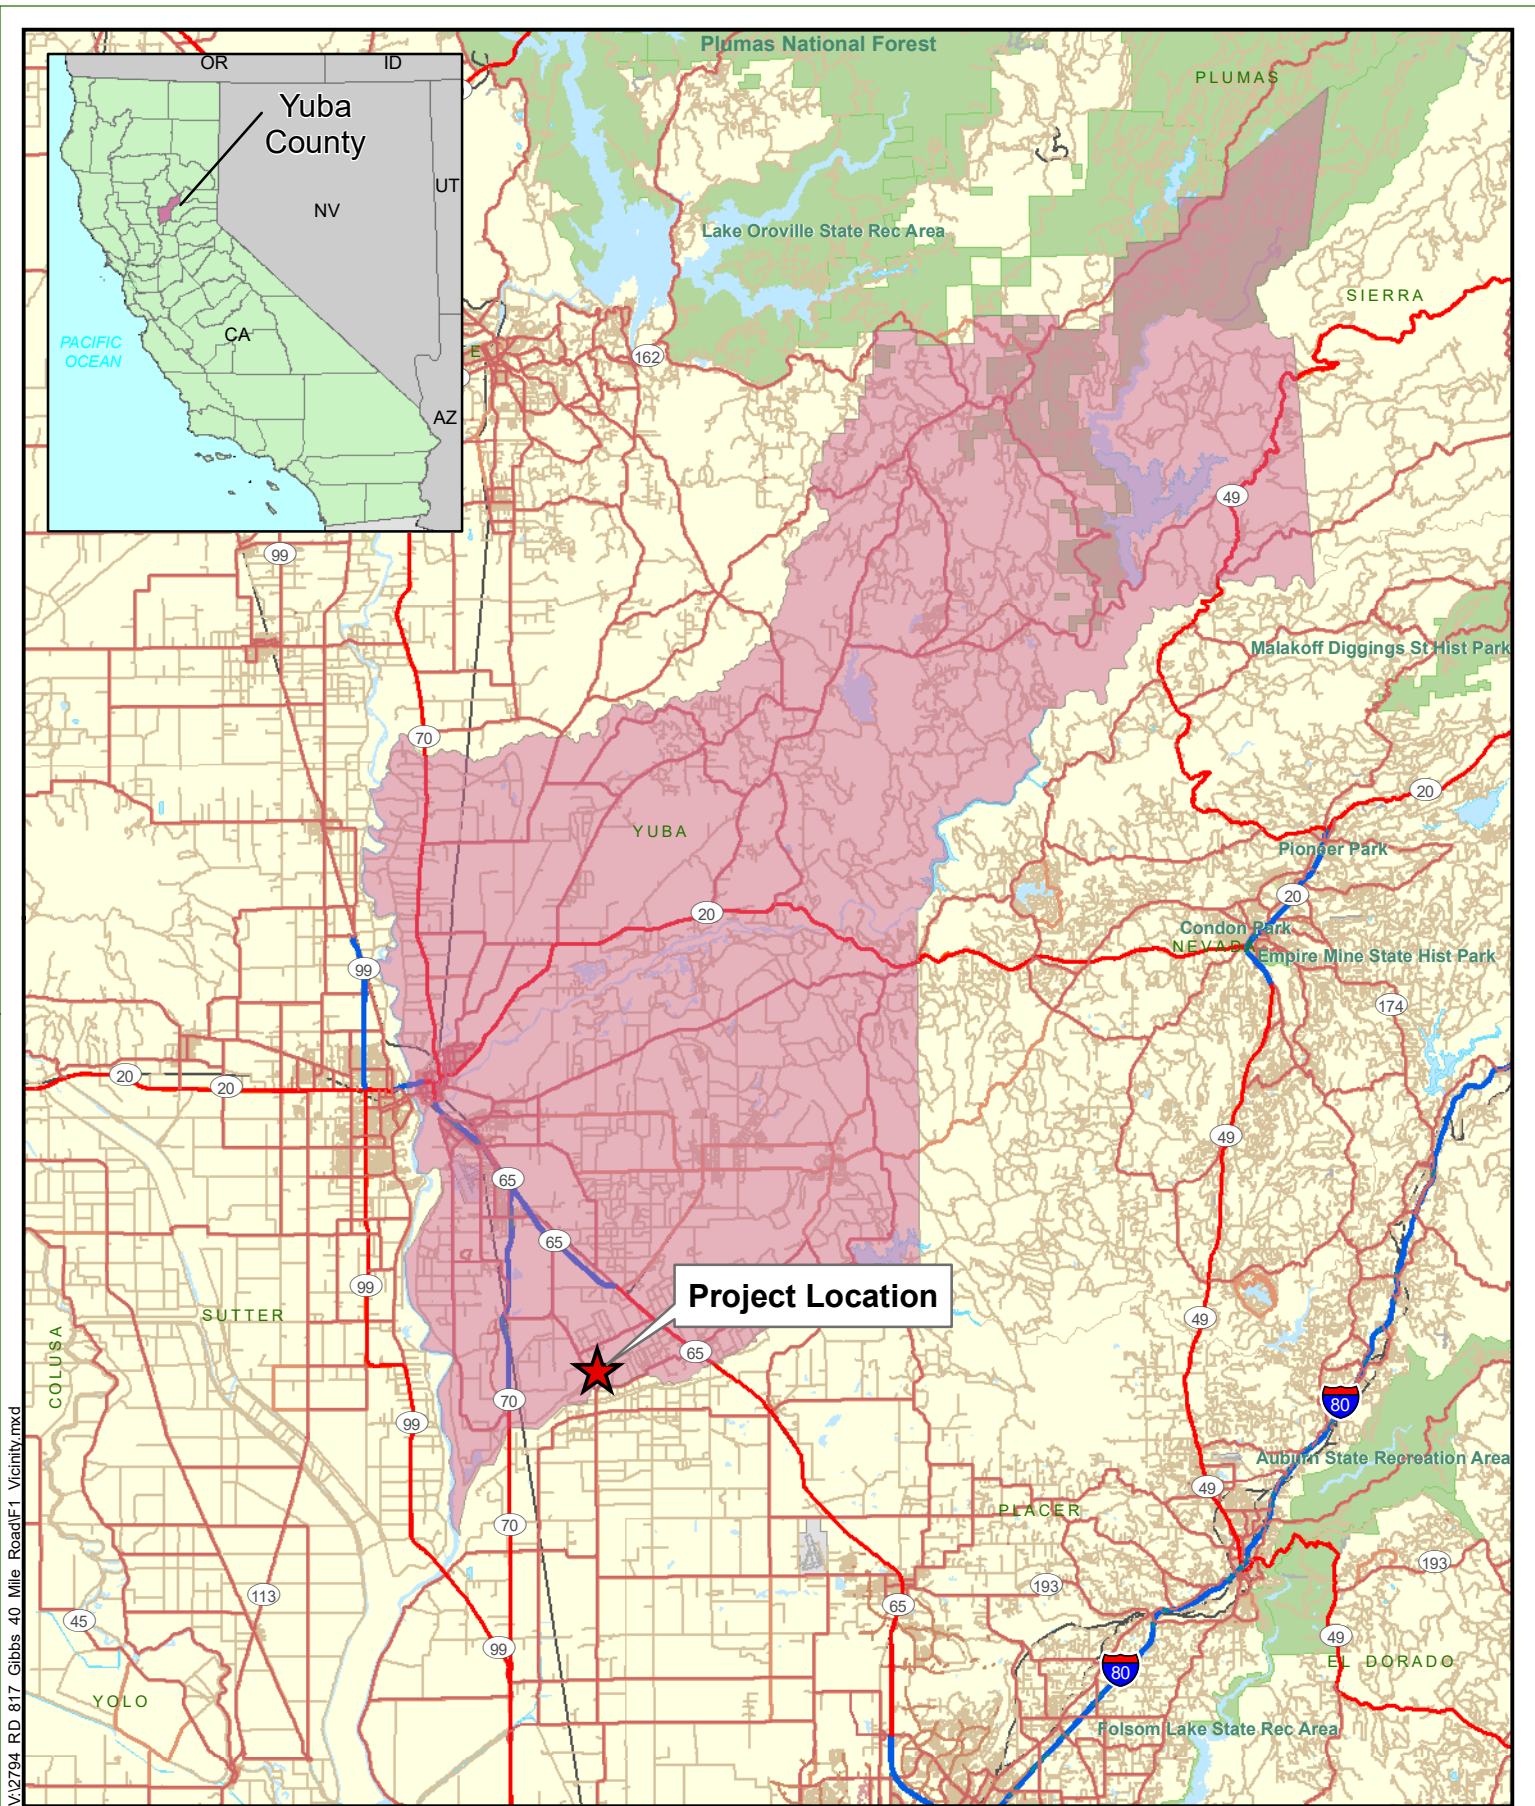 Plumas National Forest
PLUMAS
OR
ID
Yuba
County
UT
NV
Lake Oroville State Rec Area
SIERRA
CA
PACIFIC
OCEAN
TE
162
AZ
49
99
Malakoff Diggings St Hist Park
70
20
YUBA
Pioneer Park
20
20
Condon Park
NEVADA
Empire Mine State Hist Park
99
174
20
20
49
65
65
99
SUTTER
Project Location
49
COLUSA
65
70
80
99
Auburn State Recreation Area
49
PLACER
70
193
193
113
65
45
49
99
EL DORADO
80
YOLO
Folsom Lake State Rec Area
V:\2794 RD 817 Gibbs 40 Mile Road\F1 Vicinity.mxd